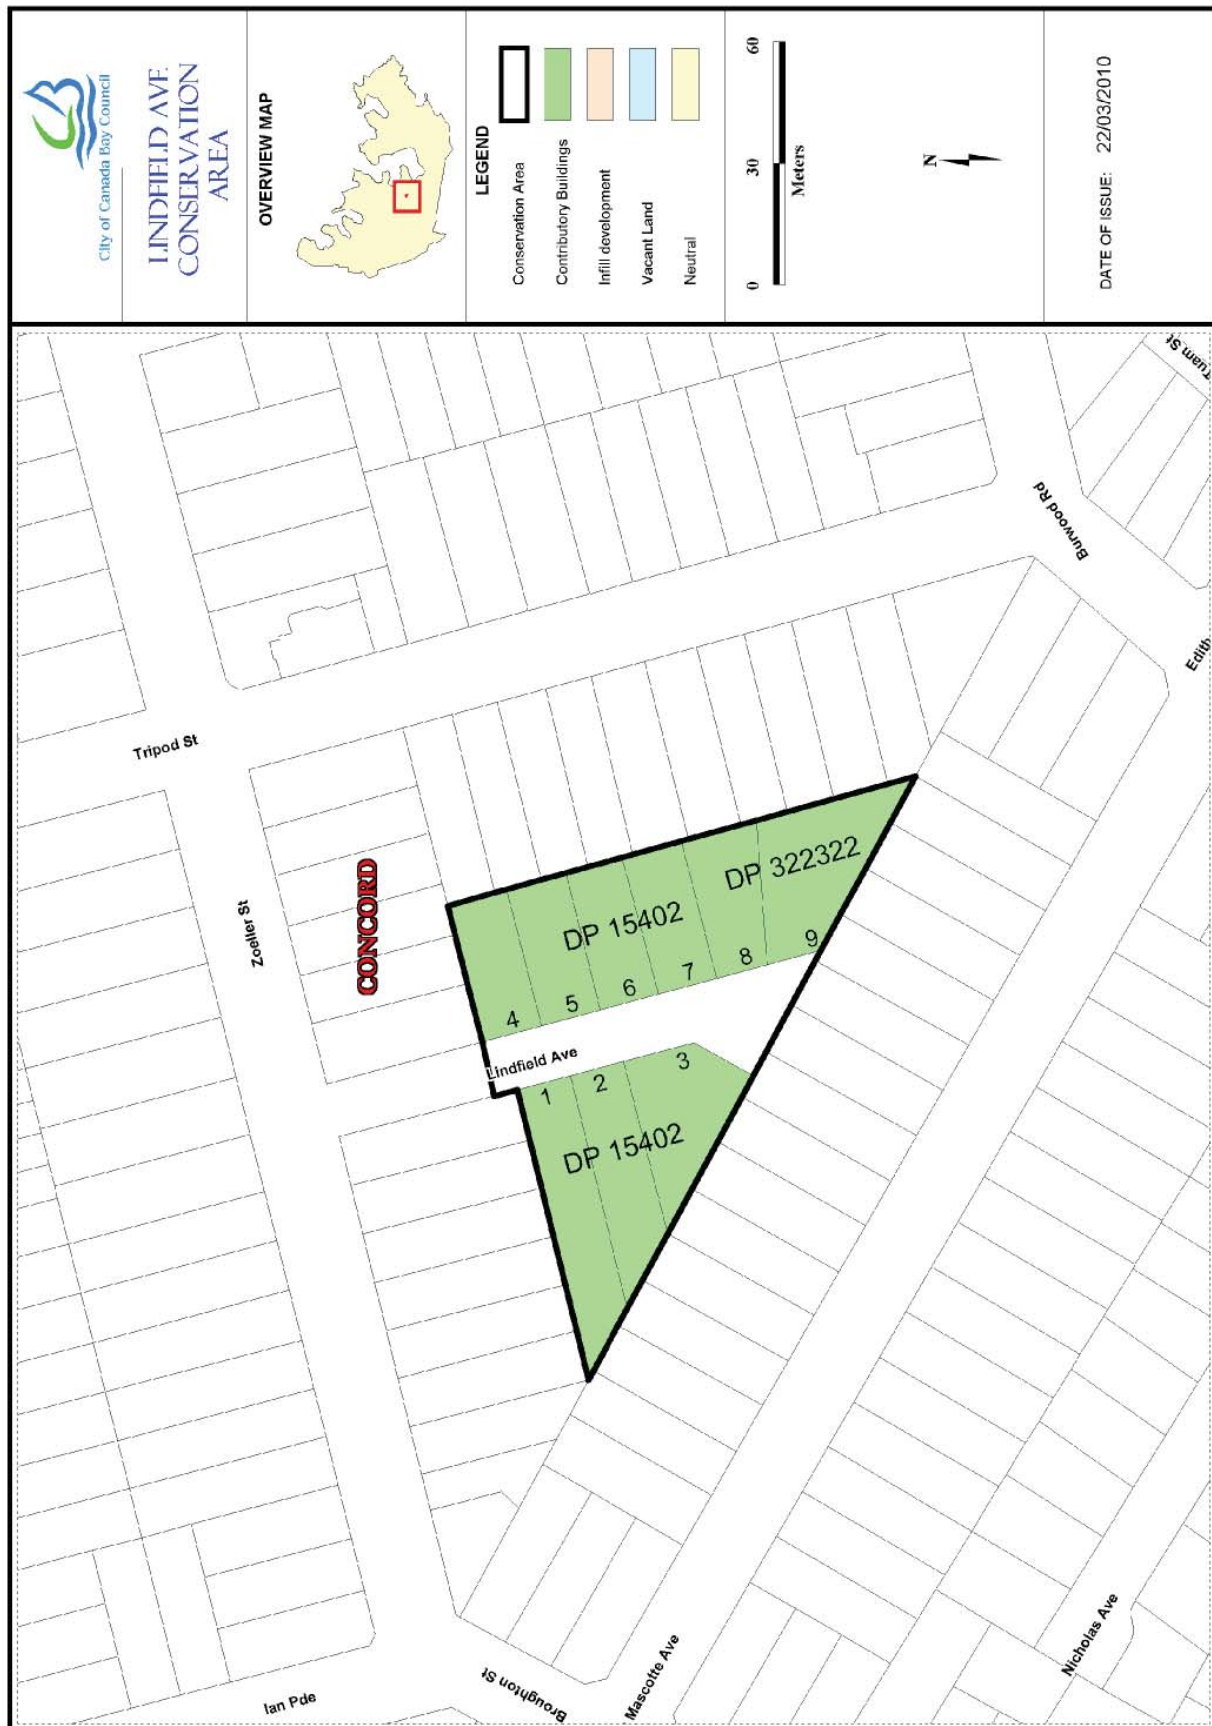 City of Canada Bay Council
LINDFIELD AVE
CONSERVATION
AREA
OVERVIEW MAP
LEGEND
Conservation Area
Contributory Buildings
Infill development
Vacant Land
Neutral
0 30 60
Meters
N
DATE OF ISSUE: 22/03/2010
Tripod St
Zoeller St
CONCORD
Lindfield Ave
DP 15402
DP 322322
DP 15402
1
2
3
4
5
6
7
8
9
Ian Pde
Broughton St
Mascotte Ave
Nicholas Ave
Burwood Rd
Edith
Tuam St